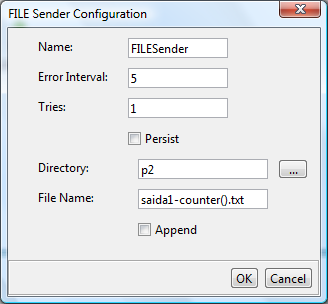 FILE Sender Configuration
Name: FILESender
Error Interval: 5
Tries: 1
Persist
Directory: p2 ...
File Name: saida1-counter().txt
Append
OK Cancel